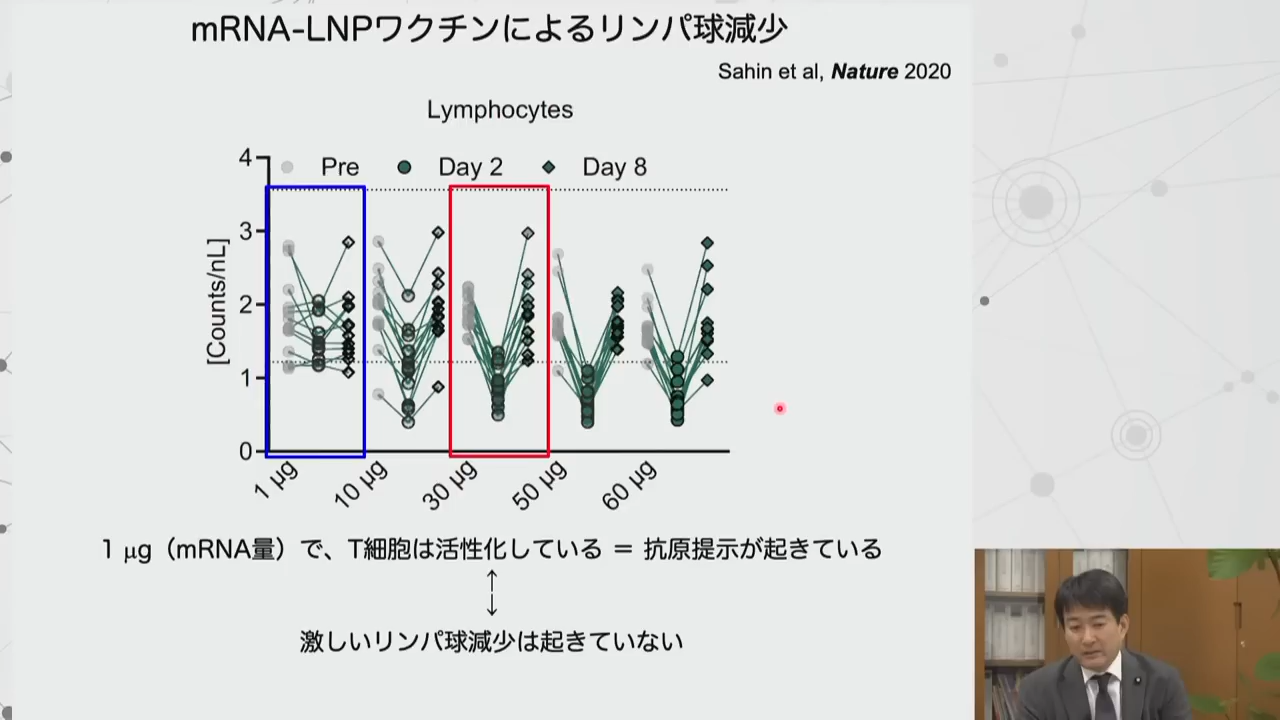 mRNA-LNPワクチンによるリンパ球減少
Sahin et al, Nature 2020
Lymphocytes
Pre Day 2 Day 8
[Counts/nL]
4
3
2
1
0
1 µg 10 µg 30 µg 50 µg 60 µg
1 µg（mRNA量）で、T細胞は活性化している ＝ 抗原提示が起きている
激しいリンパ球減少は起きていない